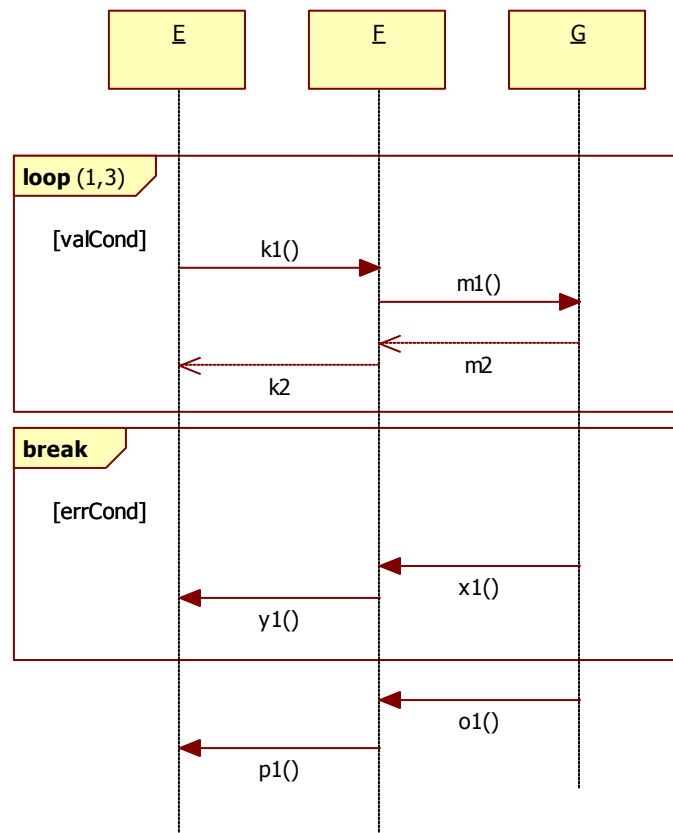 E F G
loop (1,3)
[valCond]
k1()
m1()
m2
k2
break
[errCond]
x1()
y1()
o1()
p1()